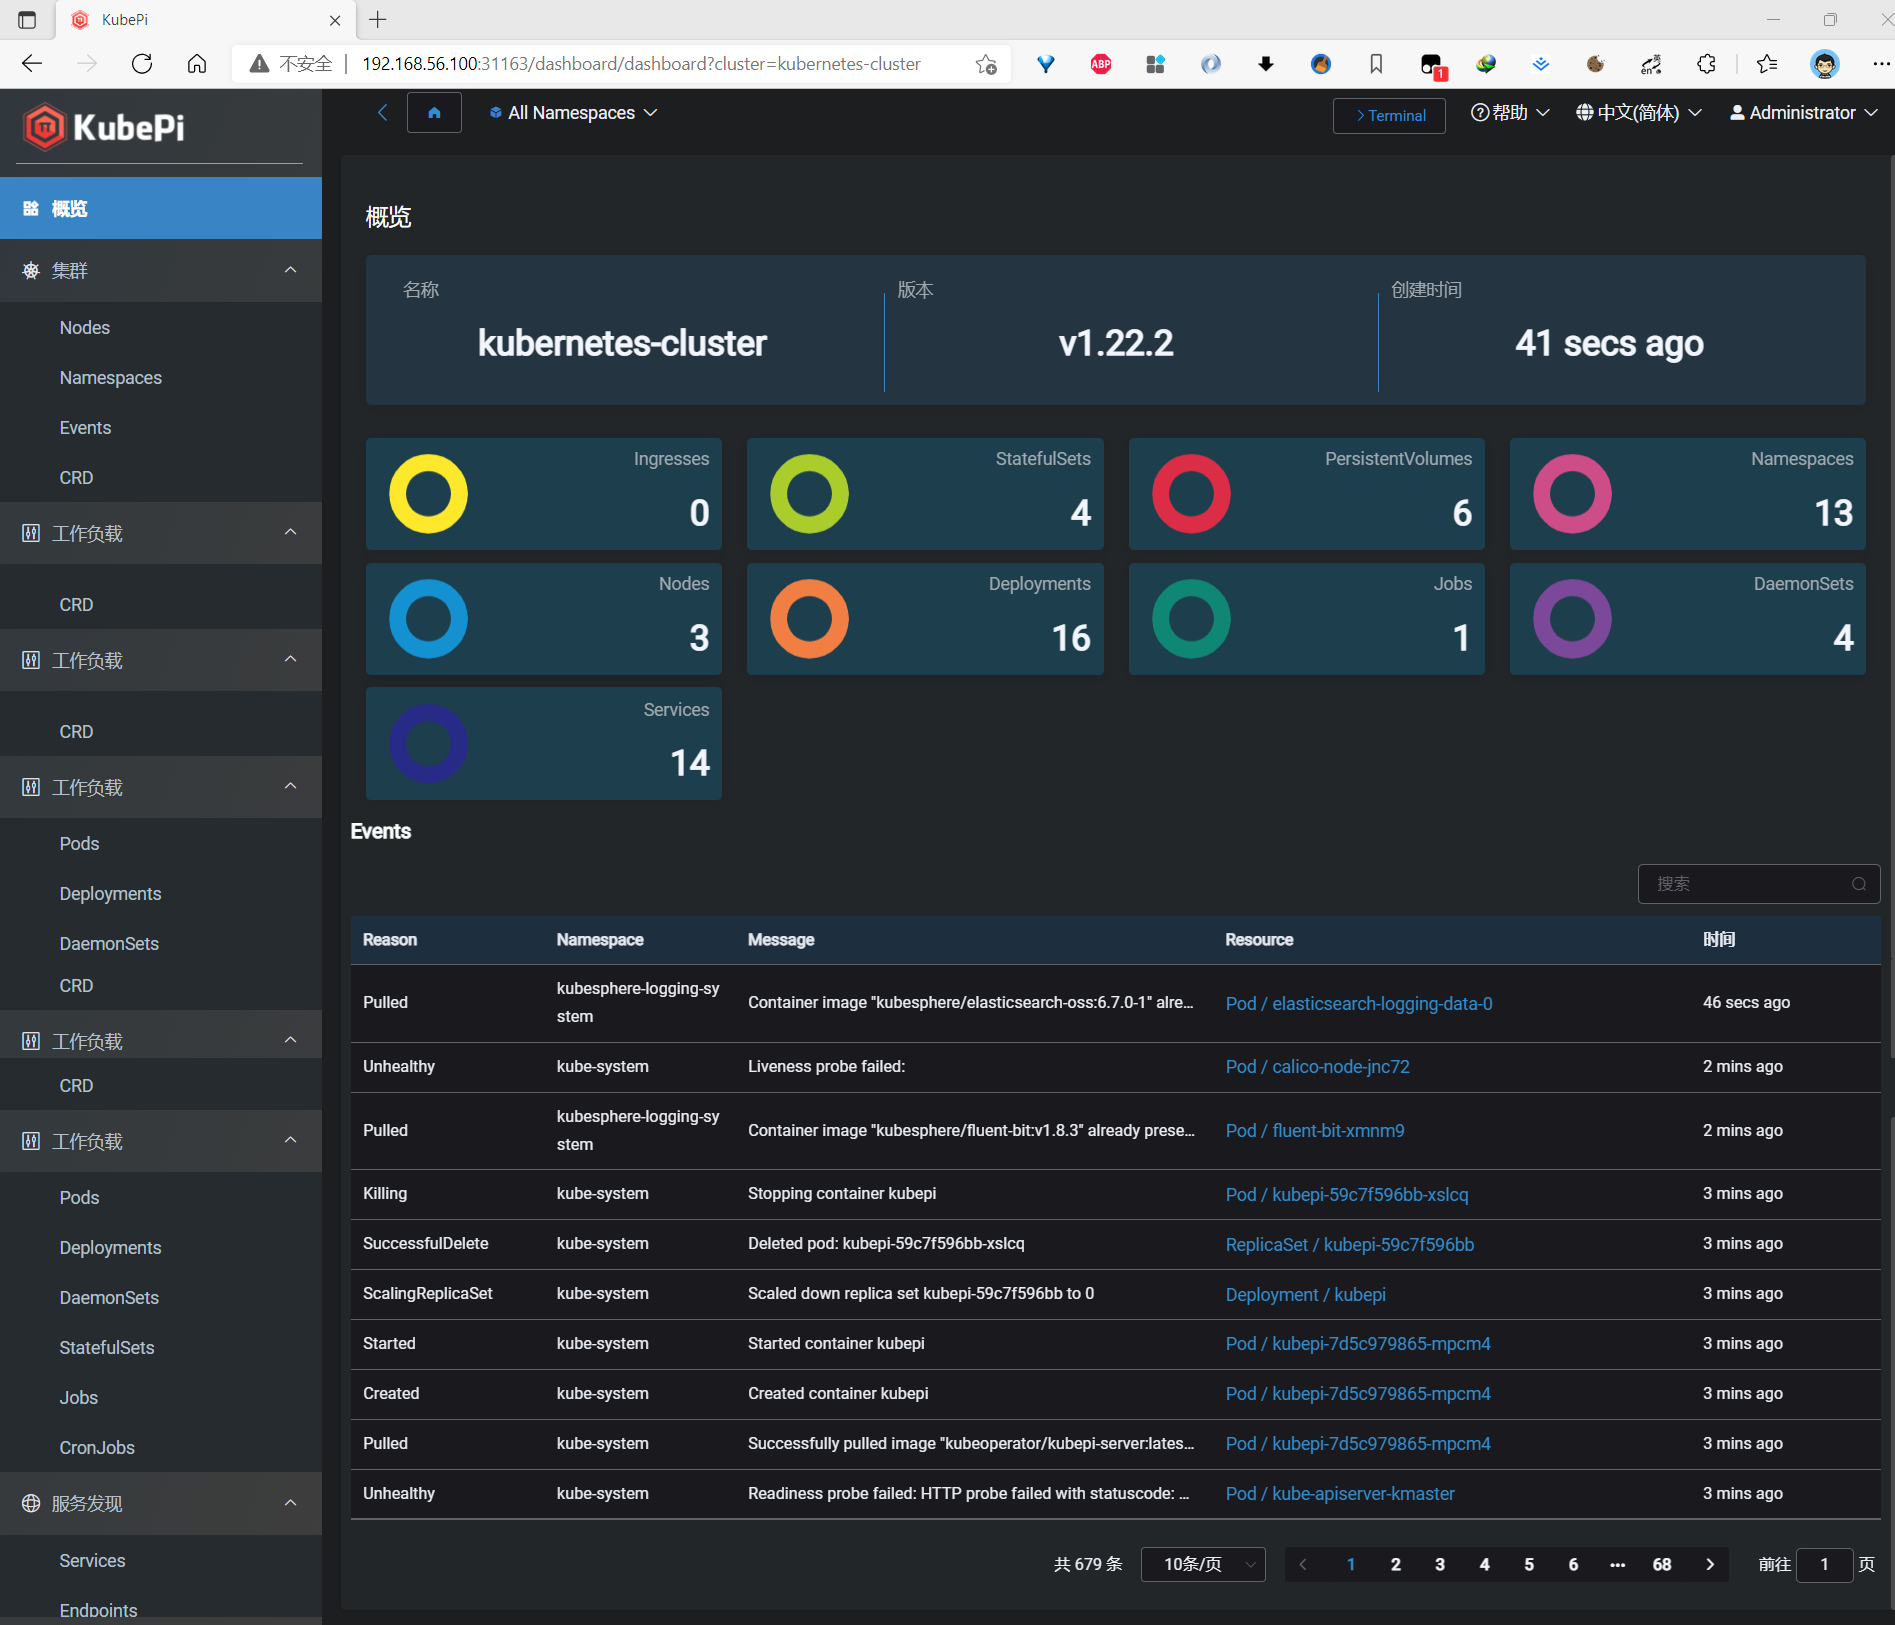 KubePi
不安全
192.168.56.100:31163/dashboard/dashboard?cluster=kubernetes-cluster
ABP
1
英
en
KubePi
All Namespaces
Terminal
帮助
中文(简体)
Administrator
概览
集群
Nodes
Namespaces
Events
CRD
工作负载
CRD
工作负载
CRD
工作负载
Pods
Deployments
DaemonSets
CRD
工作负载
CRD
工作负载
Pods
Deployments
DaemonSets
StatefulSets
Jobs
CronJobs
服务发现
Services
Endpoints
概览
名称
kubernetes-cluster
版本
v1.22.2
创建时间
41 secs ago
Ingresses
0
StatefulSets
4
PersistentVolumes
6
Namespaces
13
Nodes
3
Deployments
16
Jobs
1
DaemonSets
4
Services
14
Events
搜索
Reason Namespace Message Resource 时间
Pulled kubesphere-logging-sy
stem Container image "kubesphere/elasticsearch-oss:6.7.0-1" alre... Pod / elasticsearch-logging-data-0 46 secs ago
Unhealthy kube-system Liveness probe failed: Pod / calico-node-jnc72 2 mins ago
Pulled kubesphere-logging-sy
stem Container image "kubesphere/fluent-bit:v1.8.3" already prese... Pod / fluent-bit-xmnm9 2 mins ago
Killing kube-system Stopping container kubepi Pod / kubepi-59c7f596bb-xslcq 3 mins ago
SuccessfulDelete kube-system Deleted pod: kubepi-59c7f596bb-xslcq ReplicaSet / kubepi-59c7f596bb 3 mins ago
ScalingReplicaSet kube-system Scaled down replica set kubepi-59c7f596bb to 0 Deployment / kubepi 3 mins ago
Started kube-system Started container kubepi Pod / kubepi-7d5c979865-mpcm4 3 mins ago
Created kube-system Created container kubepi Pod / kubepi-7d5c979865-mpcm4 3 mins ago
Pulled kube-system Successfully pulled image "kubeoperator/kubepi-server:lates... Pod / kubepi-7d5c979865-mpcm4 3 mins ago
Unhealthy kube-system Readiness probe failed: HTTP probe failed with statuscode: ... Pod / kube-apiserver-kmaster 3 mins ago
共 679 条 10条/页 1 2 3 4 5 6 ... 68 前往 1 页